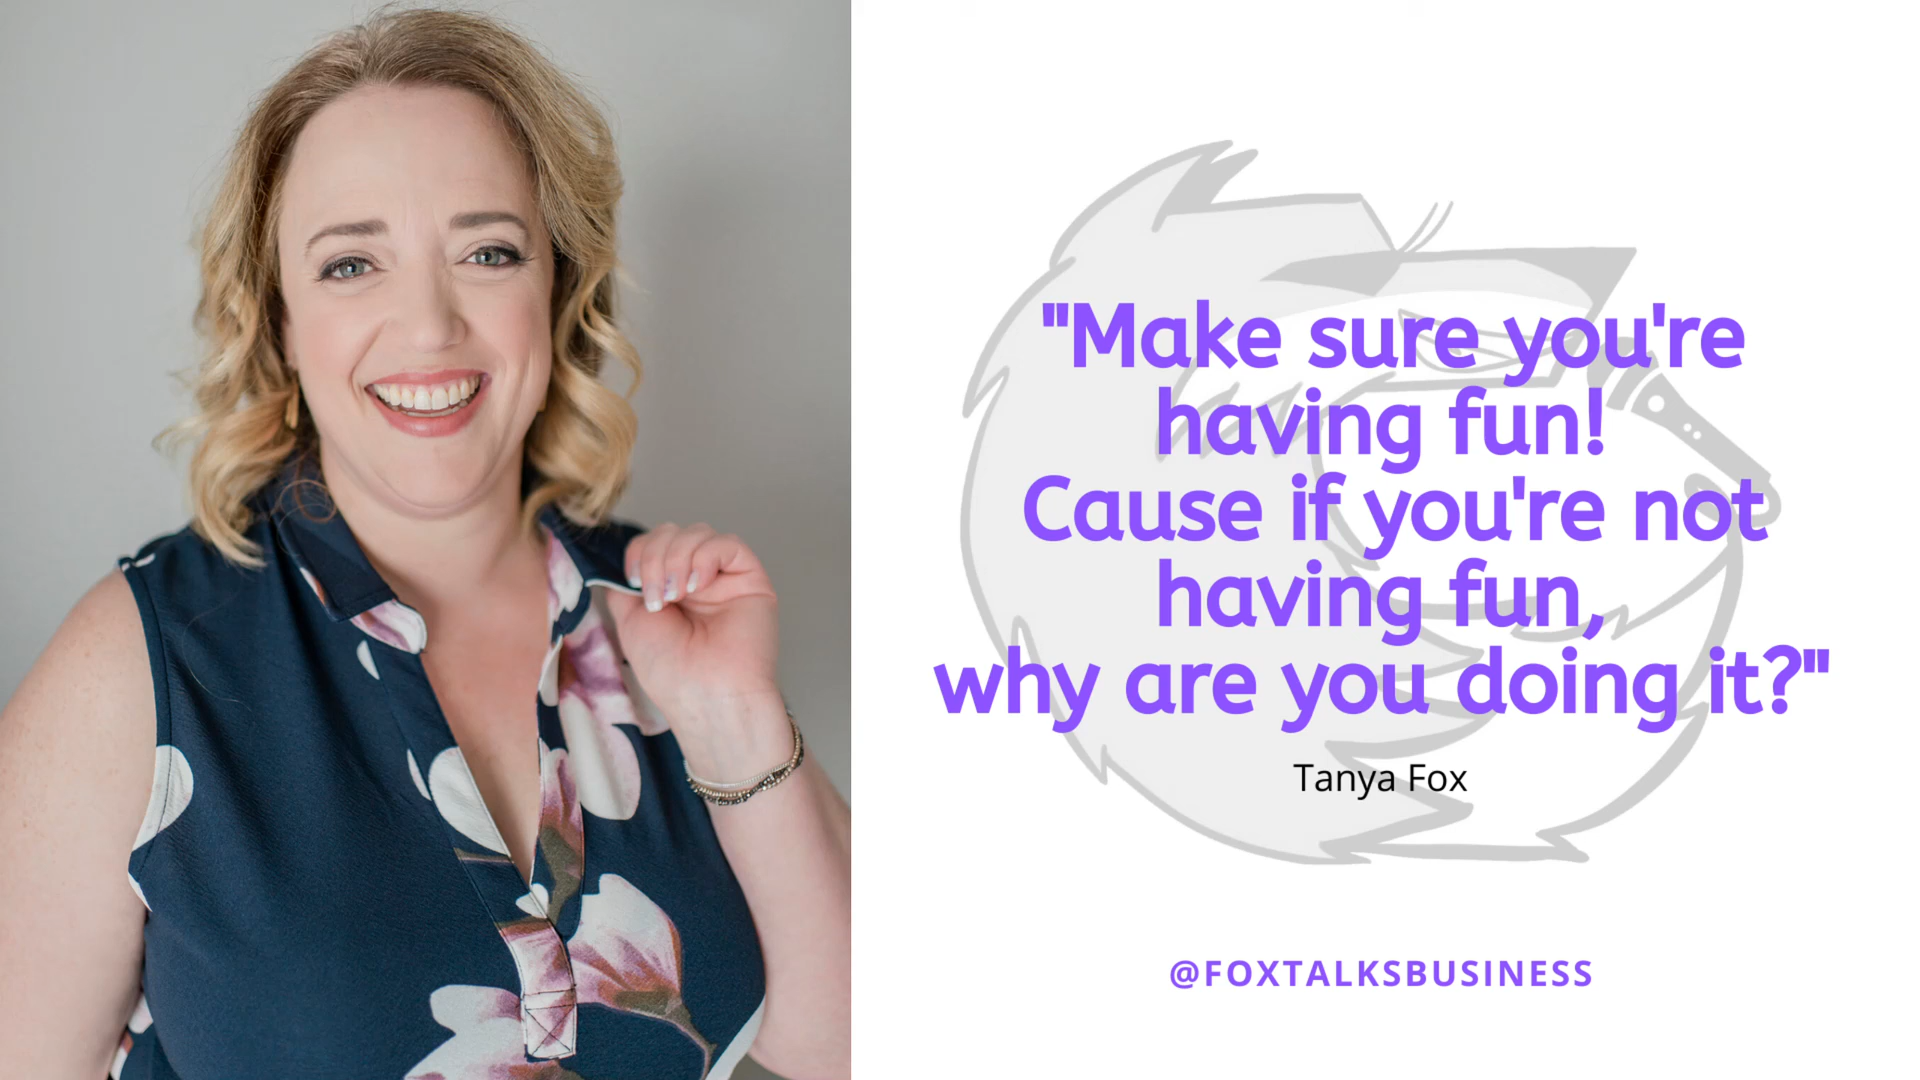 "Make sure you're
having fun!
Cause if you're not
having fun,
why are you doing it?"
Tanya Fox
@FOXTALKSBUSINESS